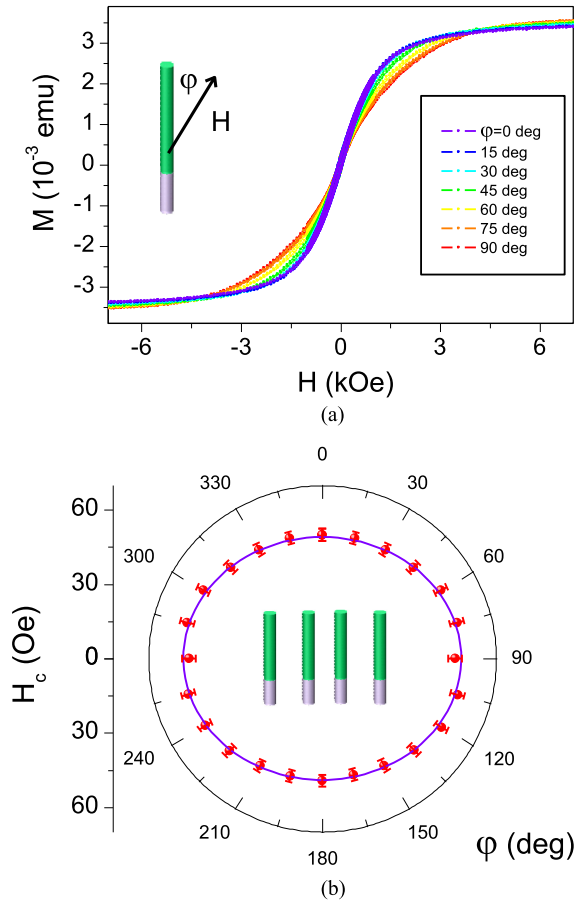 M (10⁻³ emu)
3
2
1
0
-1
-2
-3
φ
H
φ=0 deg
15 deg
30 deg
45 deg
60 deg
75 deg
90 deg
-6
-3
0
3
6
H (kOe)
(a)
0
330
30
60
300
60
30
H_c (Oe)
0
90
30
240
120
60
210
150
φ (deg)
180
(b)